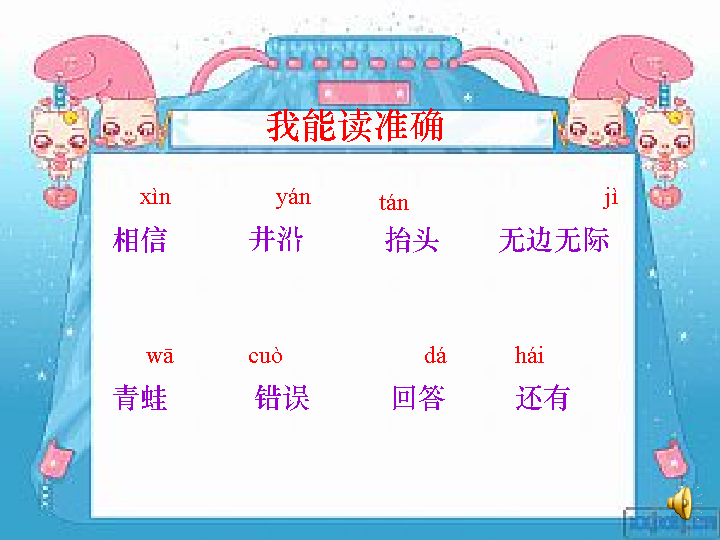 我能读准确
xìn yán tán jì
相信 井沿 抬头 无边无际
wā cuò dá hái
青蛙 错误 回答 还有